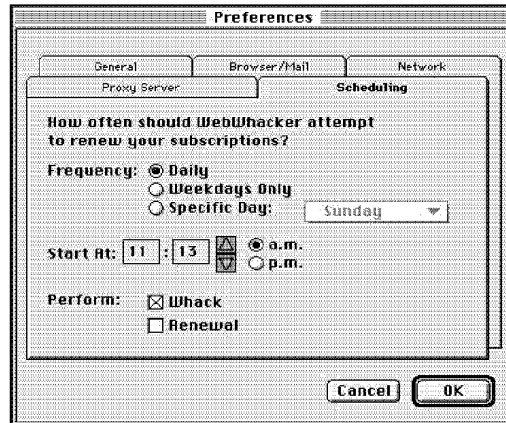 Preferences
General Browser/Mail Network
Proxy Server Scheduling
How often should WebWhacker attempt
to renew your subscriptions?
Frequency: Daily
Weekdays Only
Specific Day: Sunday
Start At: 11 : 13 a.m.
p.m.
Perform: Whack
Renewal
Cancel OK